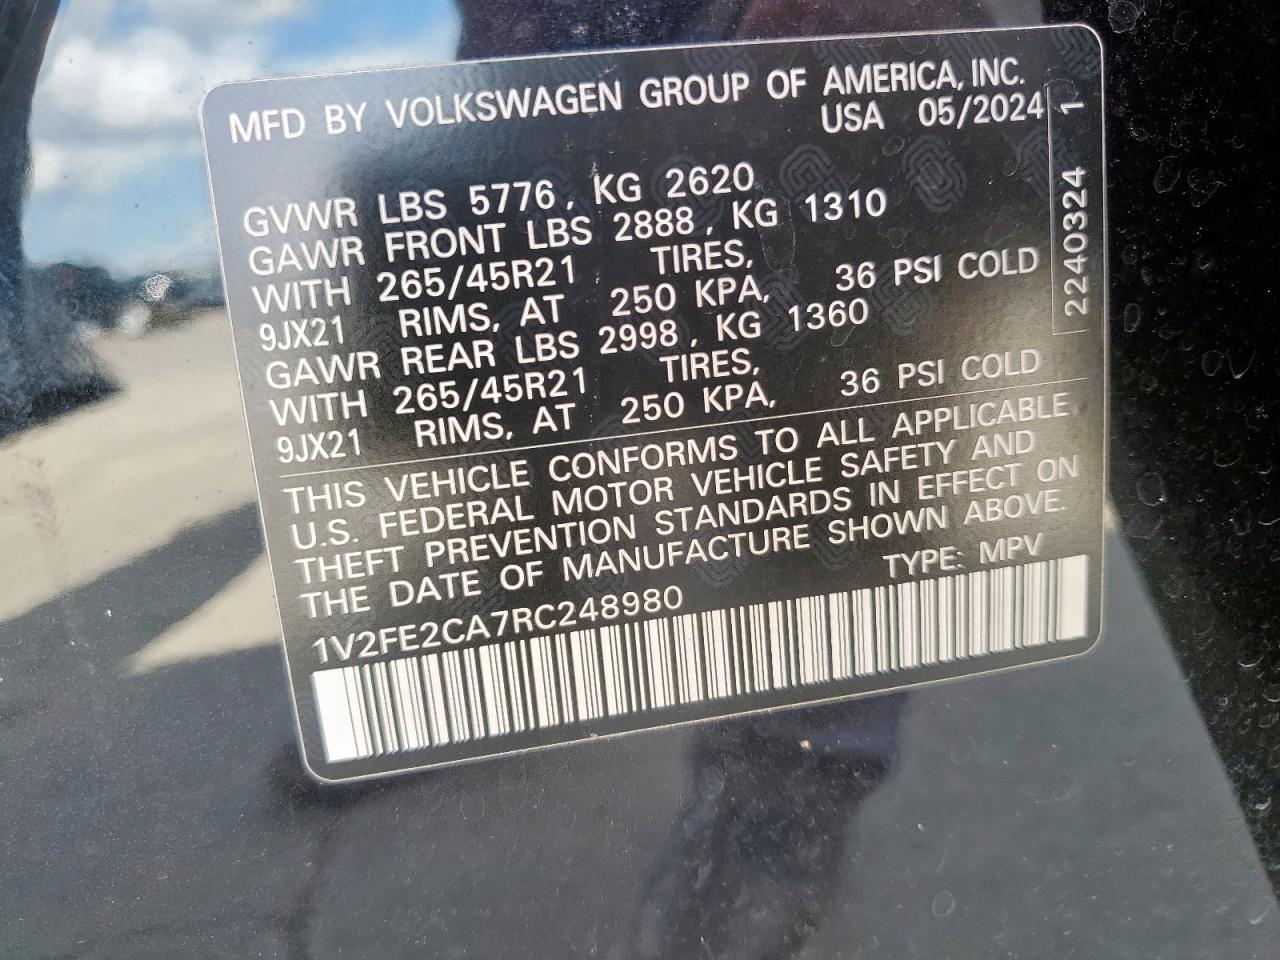 MFD BY VOLKSWAGEN GROUP OF AMERICA, INC.
USA 05/2024
GVWR LBS 5776, KG 2620
GAWR FRONT LBS 2888, KG 1310
WITH 265/45R21 TIRES,
9JX21 RIMS, AT 250 KPA, 36 PSI COLD
GAWR REAR LBS 2998, KG 1360
WITH 265/45R21 TIRES,
9JX21 RIMS, AT 250 KPA, 36 PSI COLD
THIS VEHICLE CONFORMS TO ALL APPLICABLE
U.S. FEDERAL MOTOR VEHICLE SAFETY AND
THEFT PREVENTION STANDARDS IN EFFECT ON
THE DATE OF MANUFACTURE SHOWN ABOVE.
1V2FE2CA7RC248980 TYPE: MPV
2240324 1